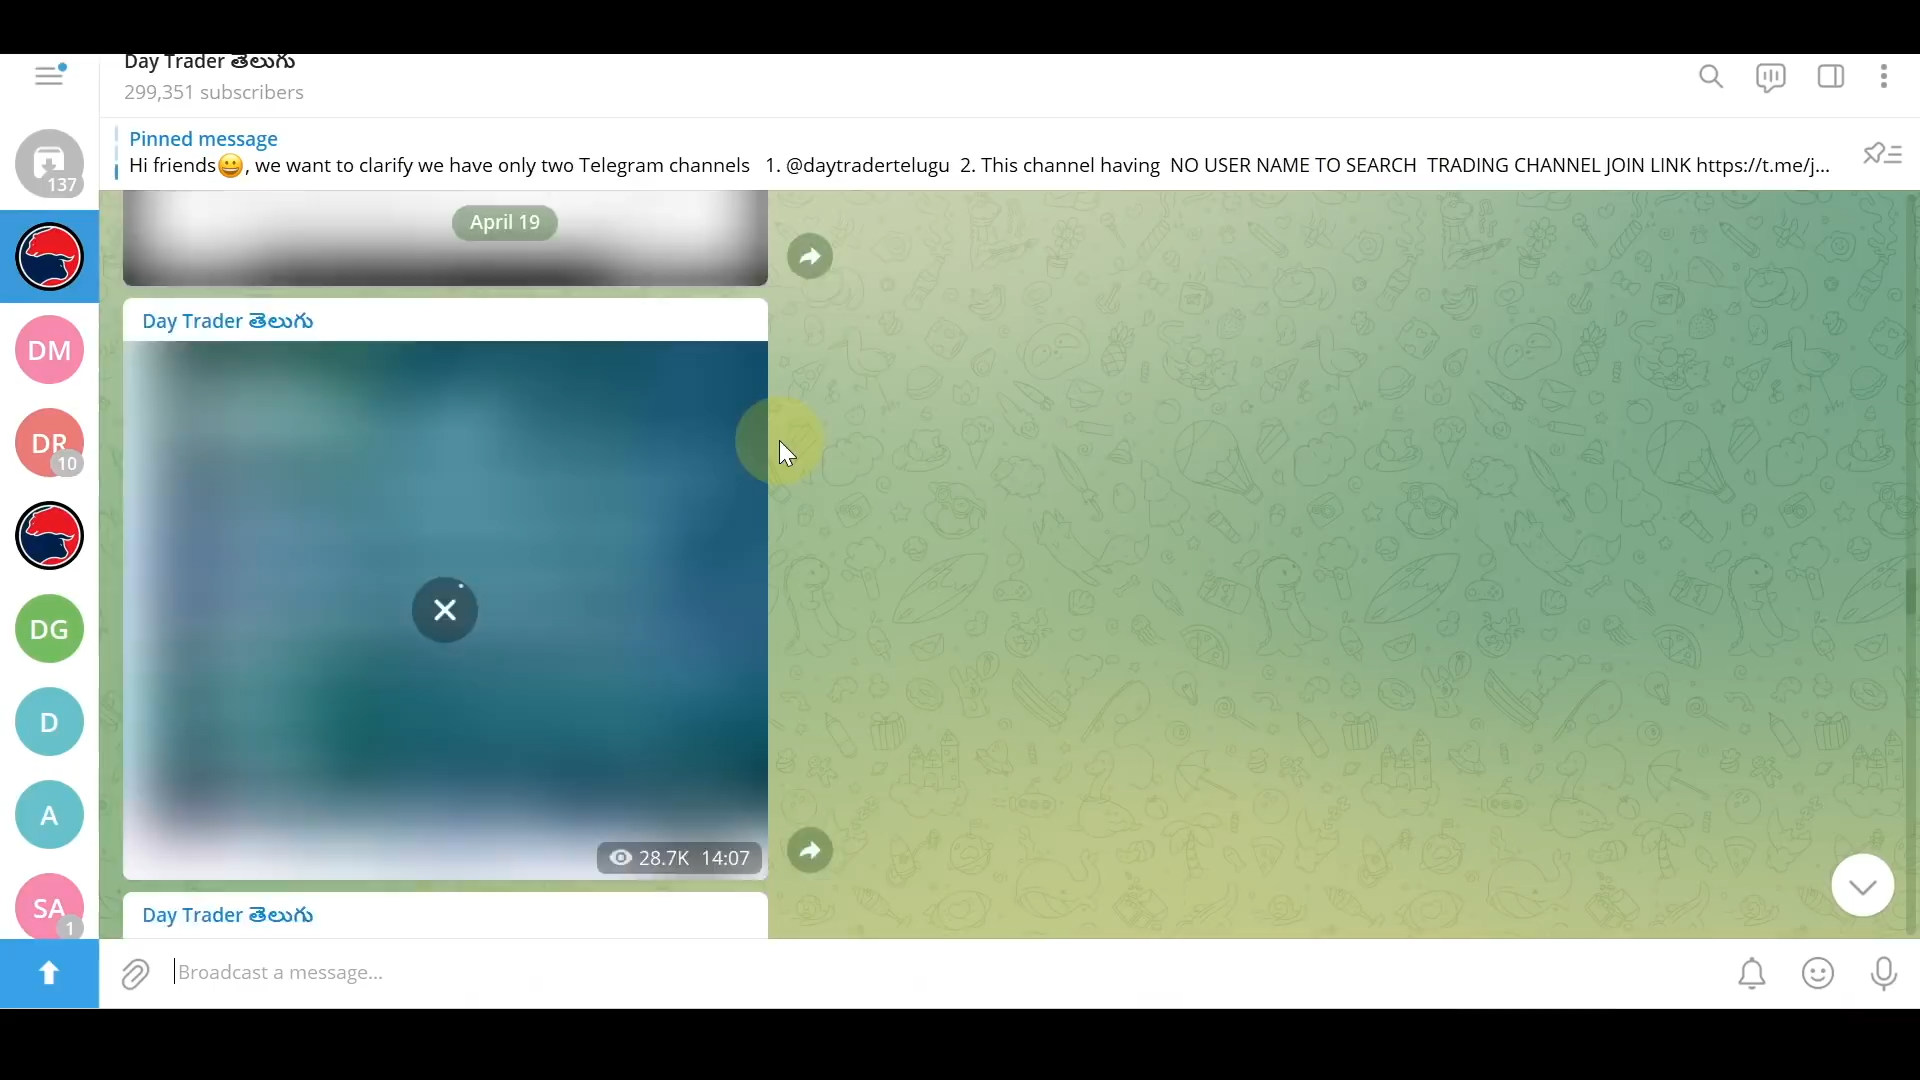 Day Trader తెలుగు
299,351 subscribers
Pinned message
Hi friends😀, we want to clarify we have only two Telegram channels 1. @daytradertelugu 2. This channel having NO USER NAME TO SEARCH TRADING CHANNEL JOIN LINK https://t.me/j...
137
April 19
Day Trader తెలుగు
DM
DR
10
DG
D
A
28.7K 14:07
SA
1
Day Trader తెలుగు
Broadcast a message...